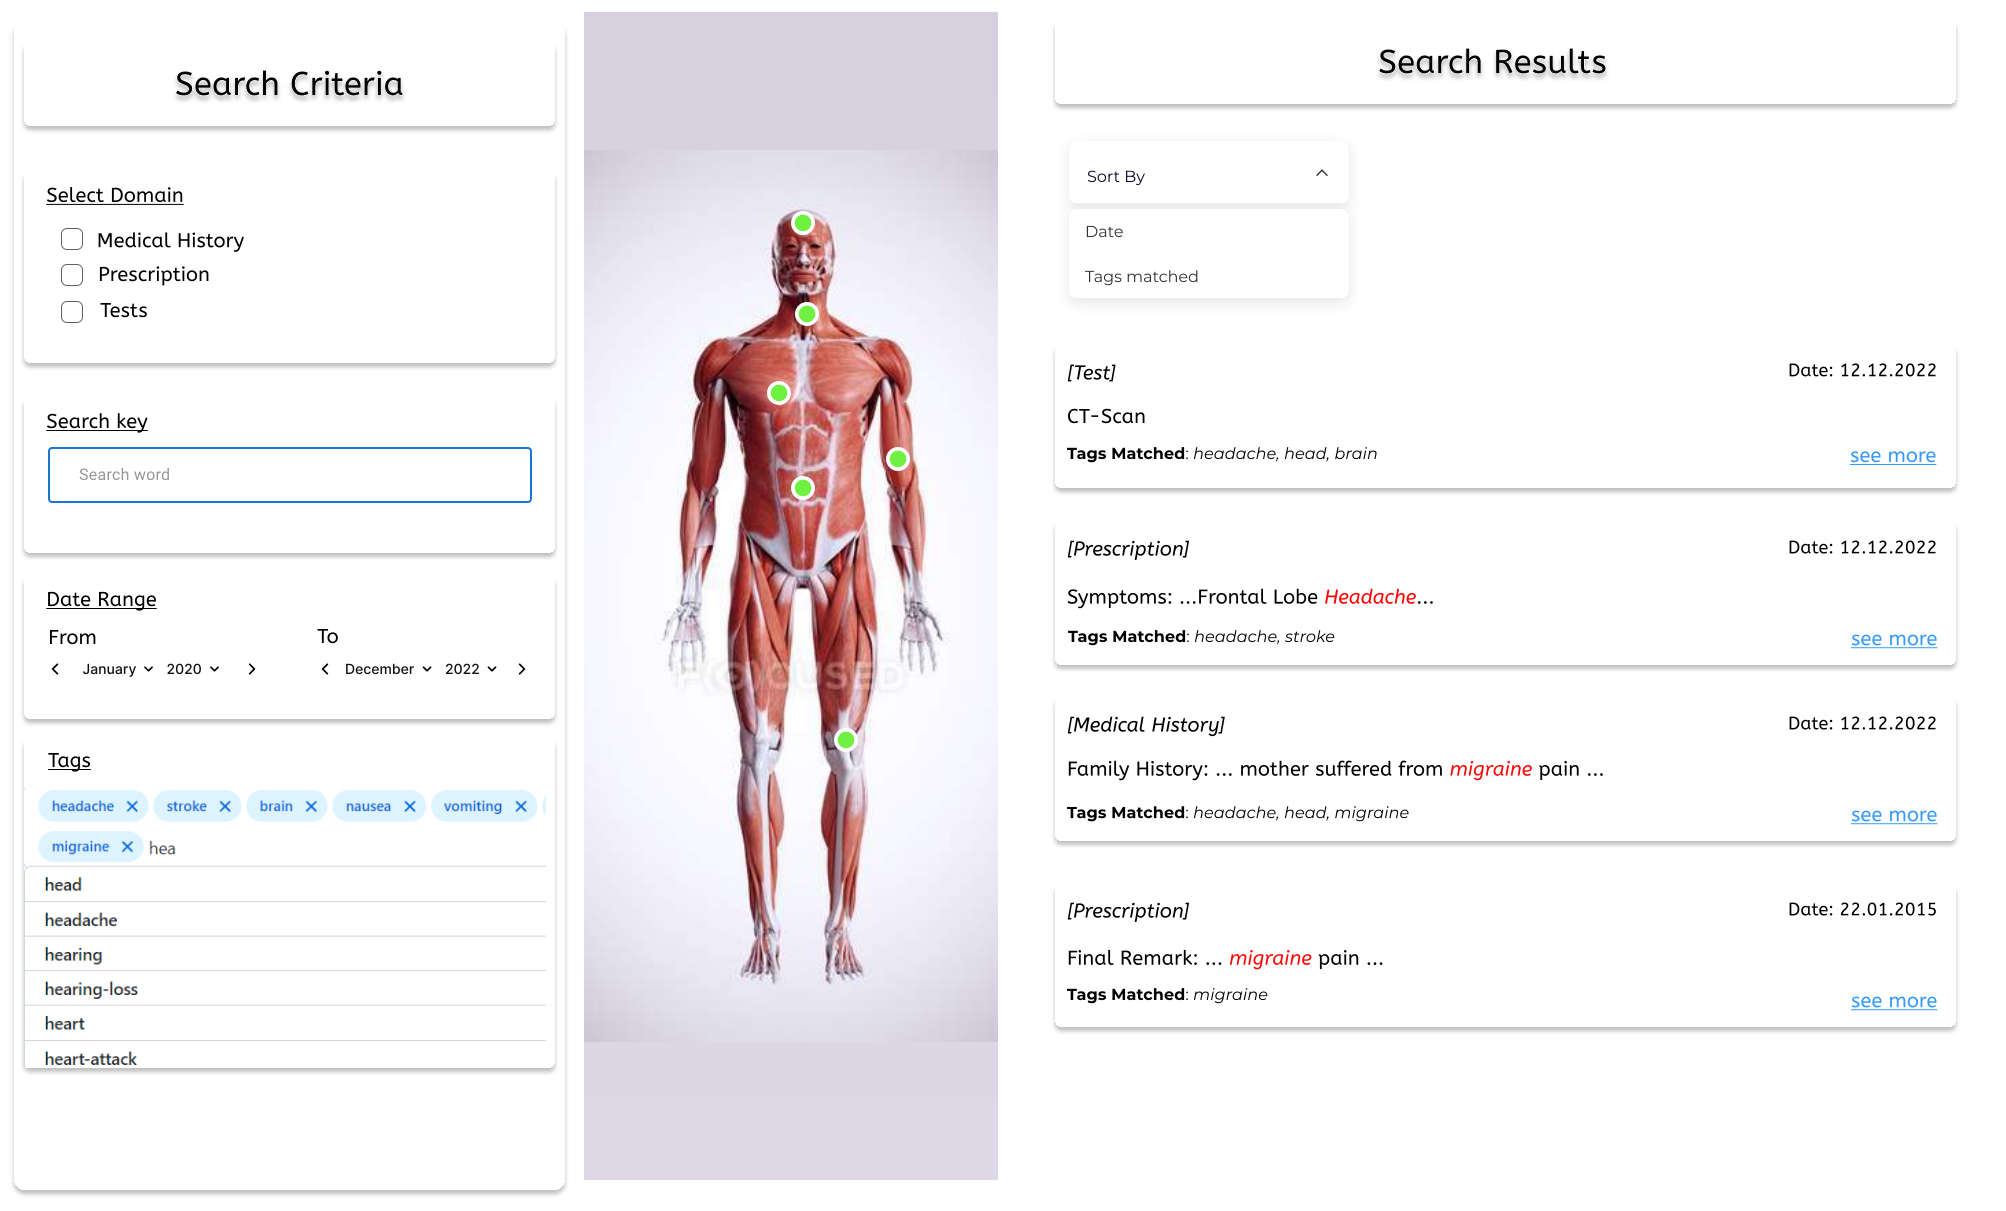 Search Criteria
Select Domain
Medical History
Prescription
Tests
Search key
Search word
Date Range
From
To
January 2020
December 2022
Tags
headache × stroke × brain × nausea × vomiting ×
migraine × hea
head
headache
hearing
hearing-loss
heart
heart-attack
F(O)CUSED
Search Results
Sort By
Date
Tags matched
[Test]
Date: 12.12.2022
CT-Scan
Tags Matched: headache, head, brain
see more
[Prescription]
Date: 12.12.2022
Symptoms: ...Frontal Lobe Headache...
Tags Matched: headache, stroke
see more
[Medical History]
Date: 12.12.2022
Family History: ... mother suffered from migraine pain ...
Tags Matched: headache, head, migraine
see more
[Prescription]
Date: 22.01.2015
Final Remark: ... migraine pain ...
Tags Matched: migraine
see more